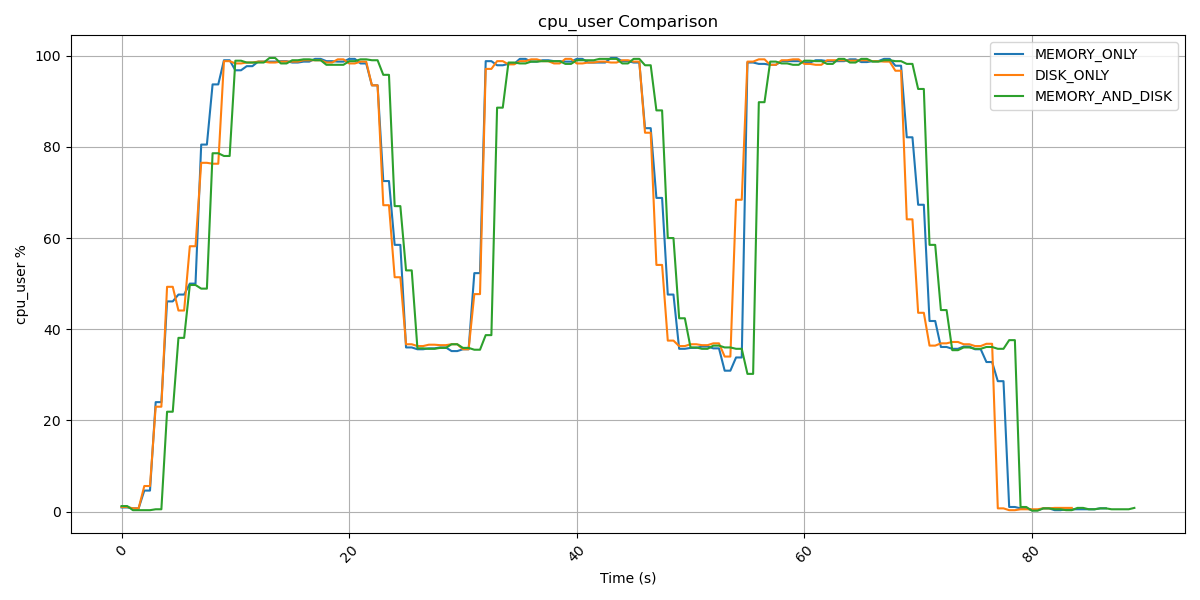 cpu_user Comparison
MEMORY_ONLY
DISK_ONLY
MEMORY_AND_DISK
cpu_user %
100
80
60
40
20
0
0
20
40
60
80
Time (s)